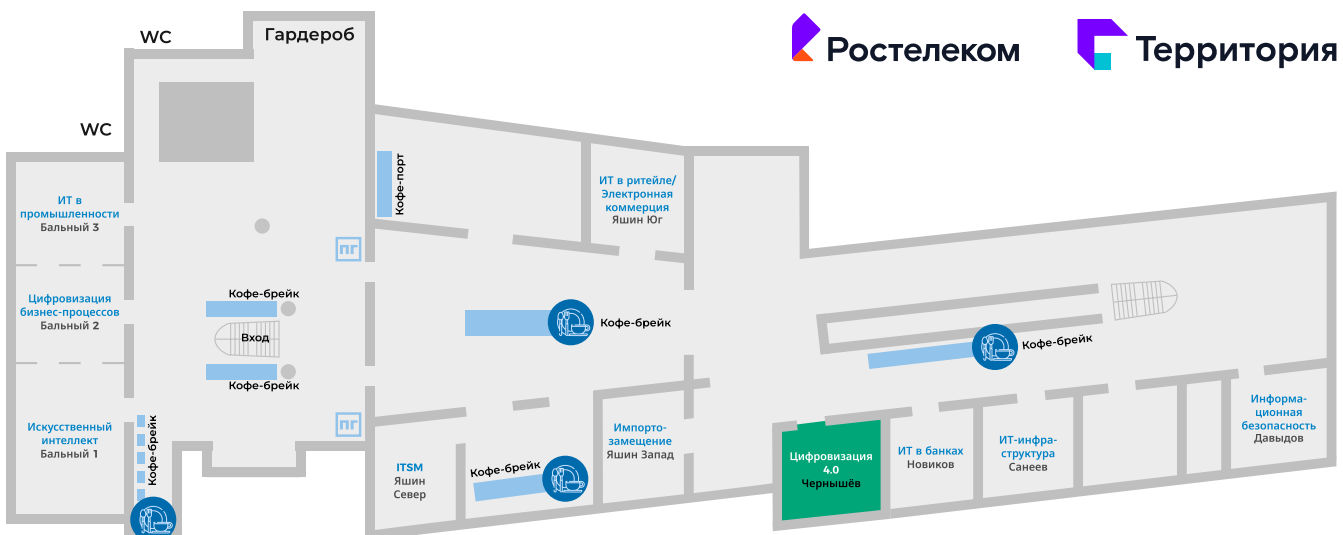 WC
Гардероб
Ростелеком
Территория
WC
ИТ в
промышленности
Бальный 3
Цифровизация
бизнес-процессов
Бальный 2
Искусственный
интеллект
Бальный 1
Кофе-брейк
Кофе-брейк
Вход
Кофе-брейк
ПГ
ПГ
Кофе-порт
ИТ в ритейле/
Электронная
коммерция
Яшин Юг
Кофе-брейк
Кофе-брейк
ITSM
Яшин
Север
Кофе-брейк
Импорто-
замещение
Яшин Запад
Цифровизация
4.0
Чернышёв
ИТ в банках
Новиков
ИТ-инфра-
структура
Санеев
Информа-
ционная
безопасность
Давыдов